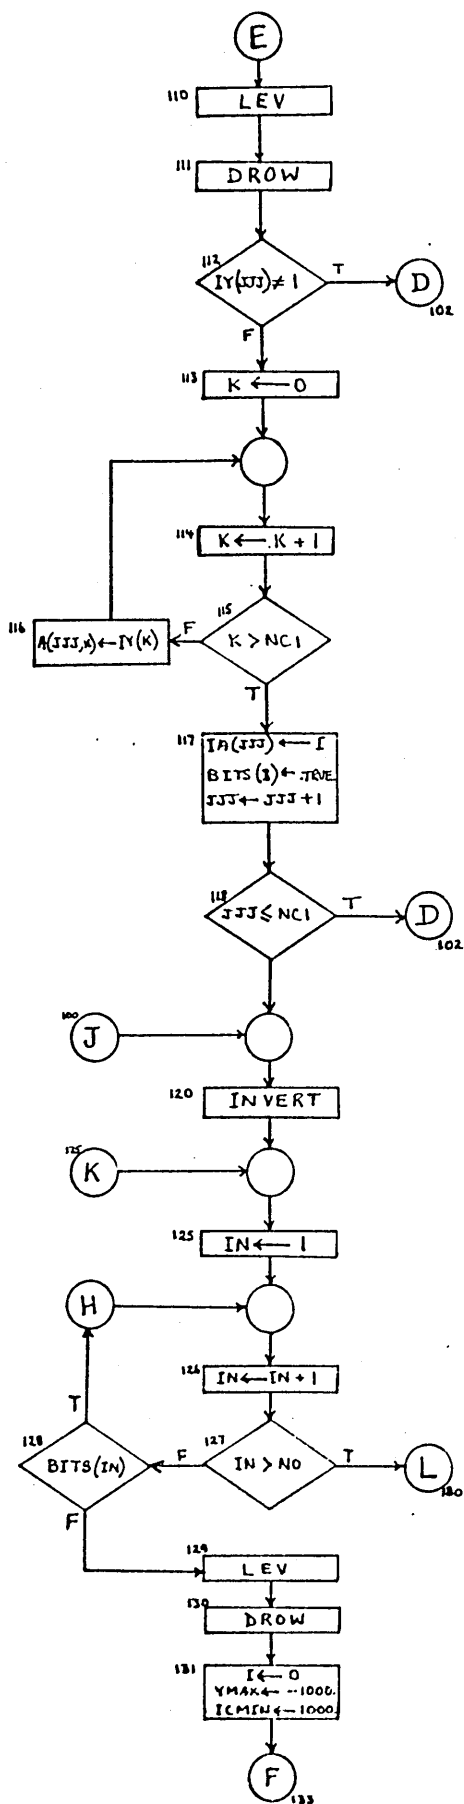 E
110
LEV
111
DROW
112
IY(JJJ)≠1
T
D
102
F
113
K ← 0
114
K ← K + 1
115
K > NC1
F
116
A(JJJ,K) ← IY(K)
T
117
IA(JJJ) ← I
BITS(I) ← .TRUE.
JJJ ← JJJ + 1
118
JJJ ≤ NC1
T
D
102
100
J
120
INVERT
125
K
125
IN ← 1
H
126
IN ← IN + 1
T
128
BITS(IN)
F
127
IN > NO
T
L
180
F
129
LEV
130
DROW
131
I ← 0
YMAX ← -1000.
ICMIN ← 1000.
F
133